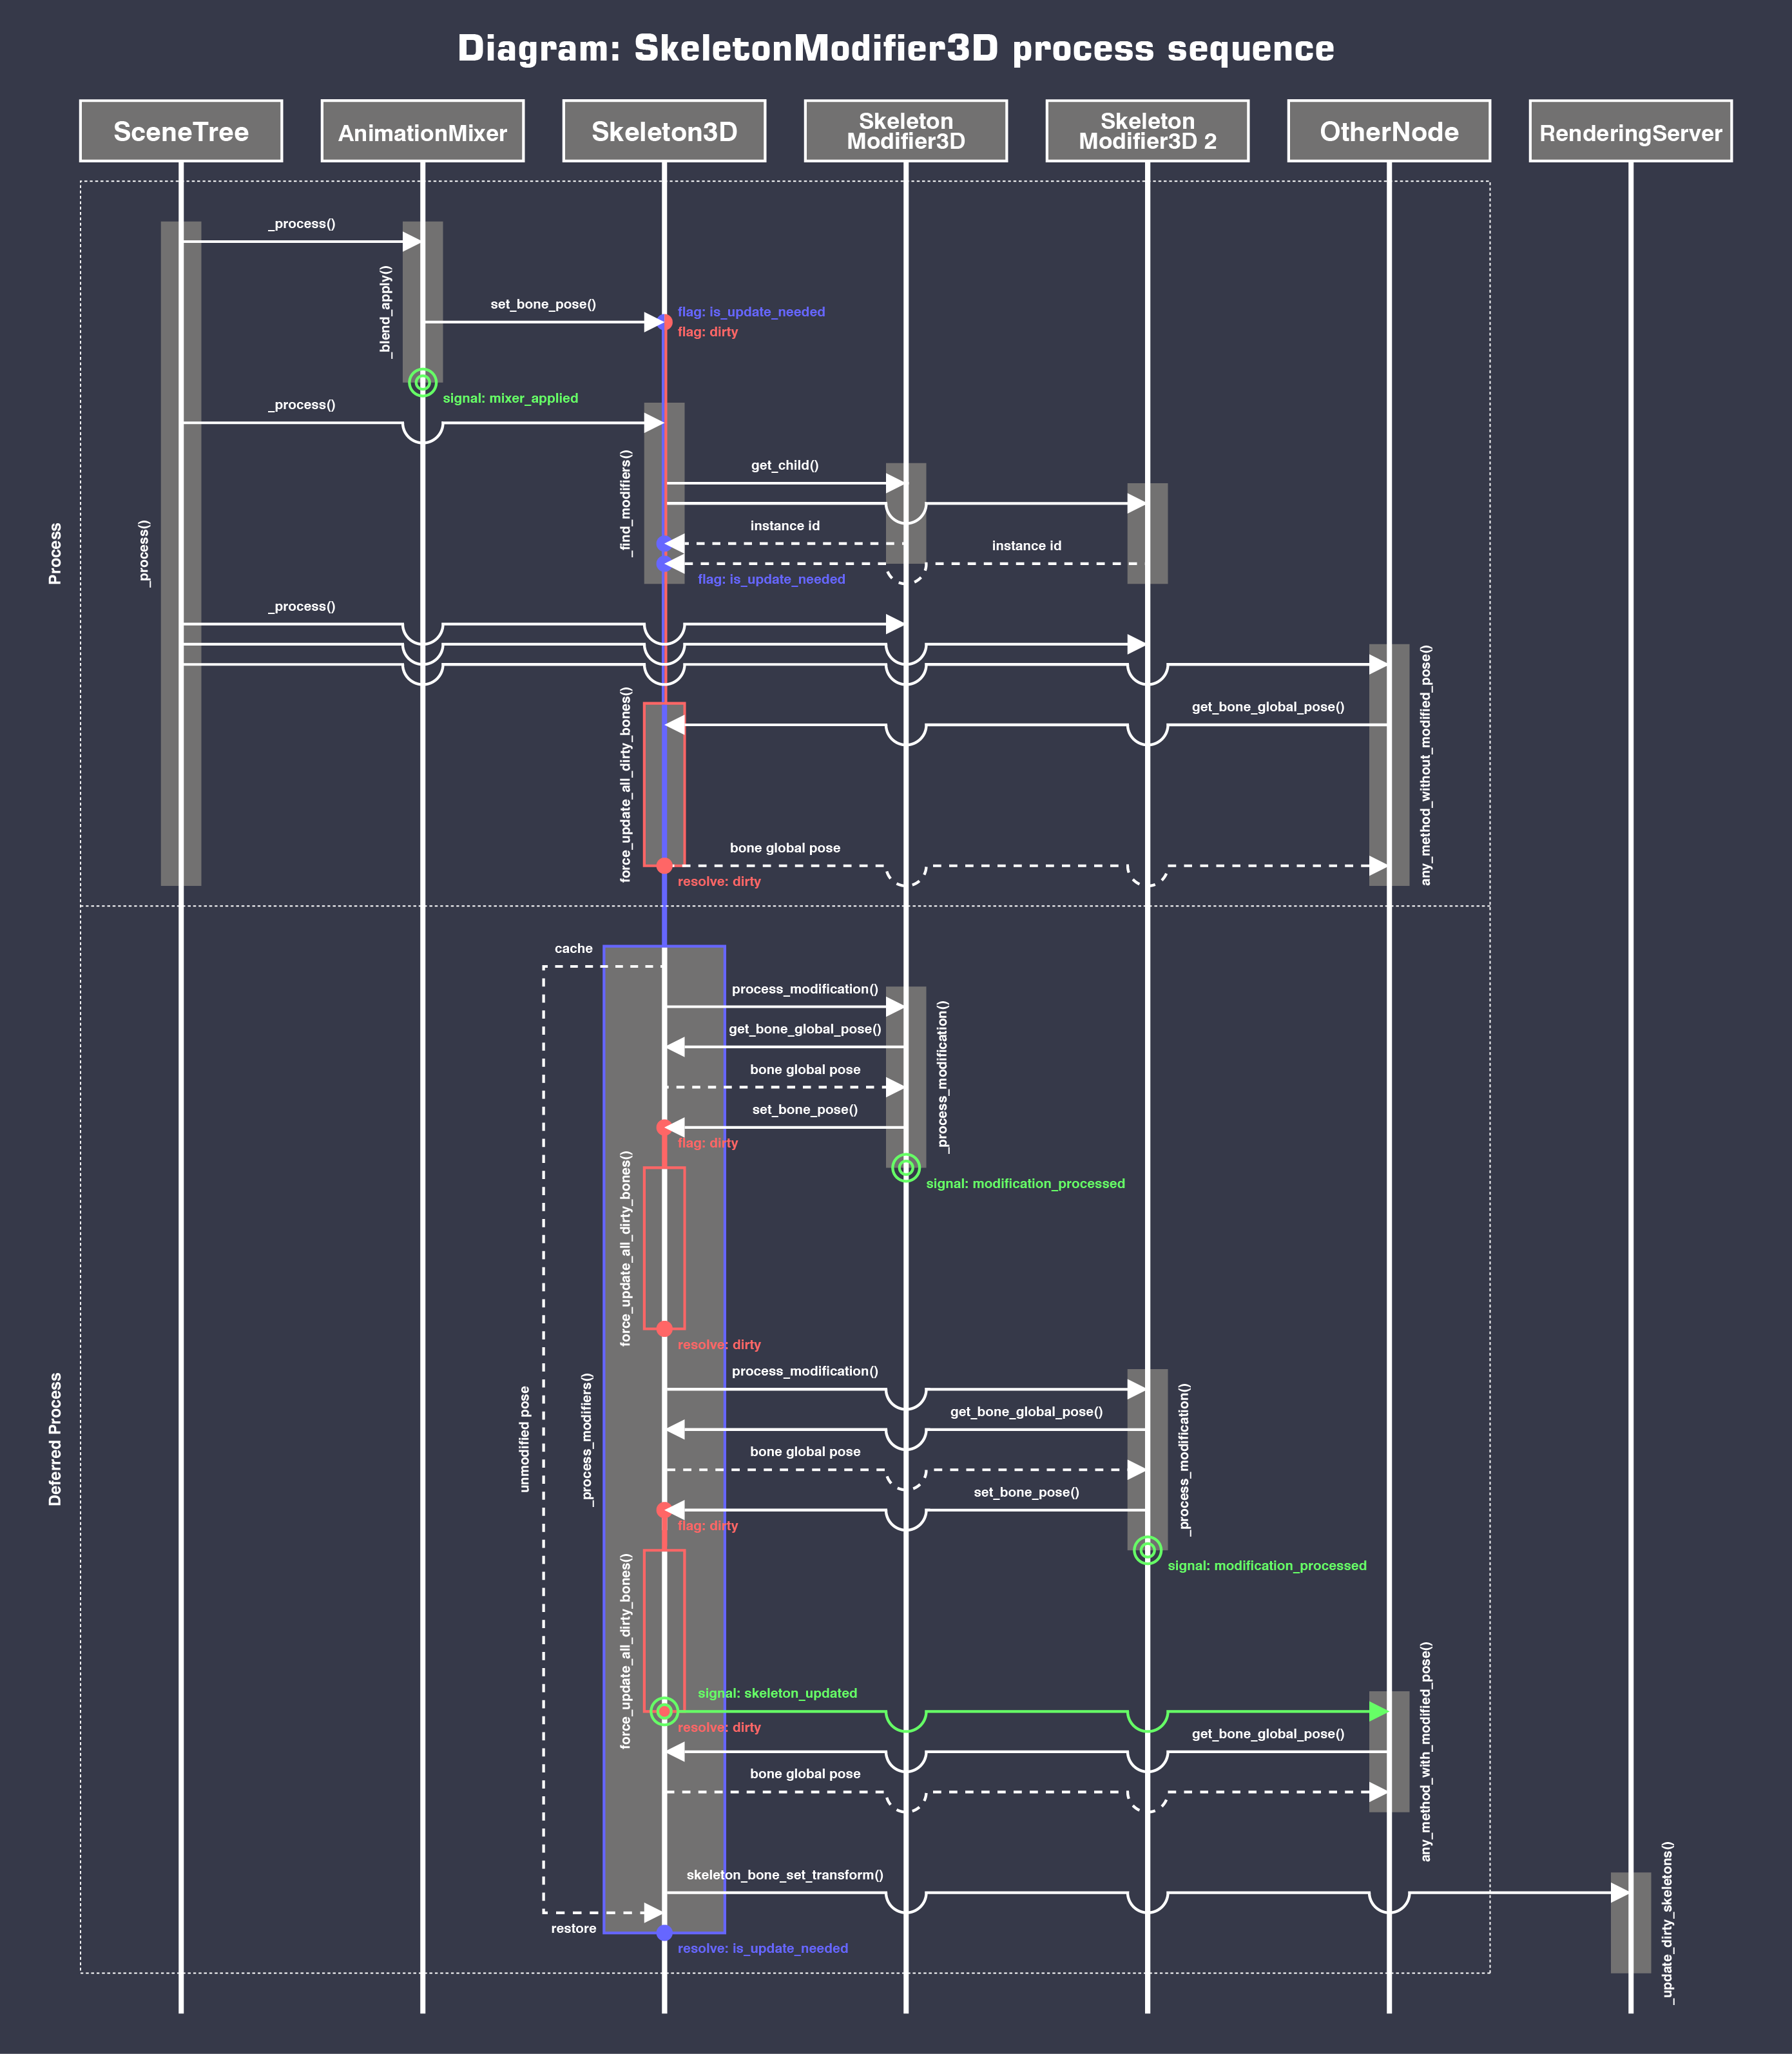 Diagram: SkeletonModifier3D process sequence
SceneTree
AnimationMixer
Skeleton3D
Skeleton
Modifier3D
Skeleton
Modifier3D 2
OtherNode
RenderingServer
Process
_process()
_process()
_blend_apply()
set_bone_pose()
flag: is_update_needed
flag: dirty
signal: mixer_applied
_process()
_find_modifiers()
get_child()
instance id
instance id
flag: is_update_needed
_process()
any_method_without_modified_pose()
get_bone_global_pose()
force_update_all_dirty_bones()
bone global pose
resolve: dirty
Deferred Process
cache
unmodified pose
_process_modifiers()
process_modification()
_process_modification()
get_bone_global_pose()
bone global pose
set_bone_pose()
flag: dirty
signal: modification_processed
force_update_all_dirty_bones()
resolve: dirty
process_modification()
_process_modification()
get_bone_global_pose()
bone global pose
set_bone_pose()
flag: dirty
signal: modification_processed
force_update_all_dirty_bones()
signal: skeleton_updated
resolve: dirty
any_method_with_modified_pose()
get_bone_global_pose()
bone global pose
skeleton_bone_set_transform()
_update_dirty_skeletons()
restore
resolve: is_update_needed